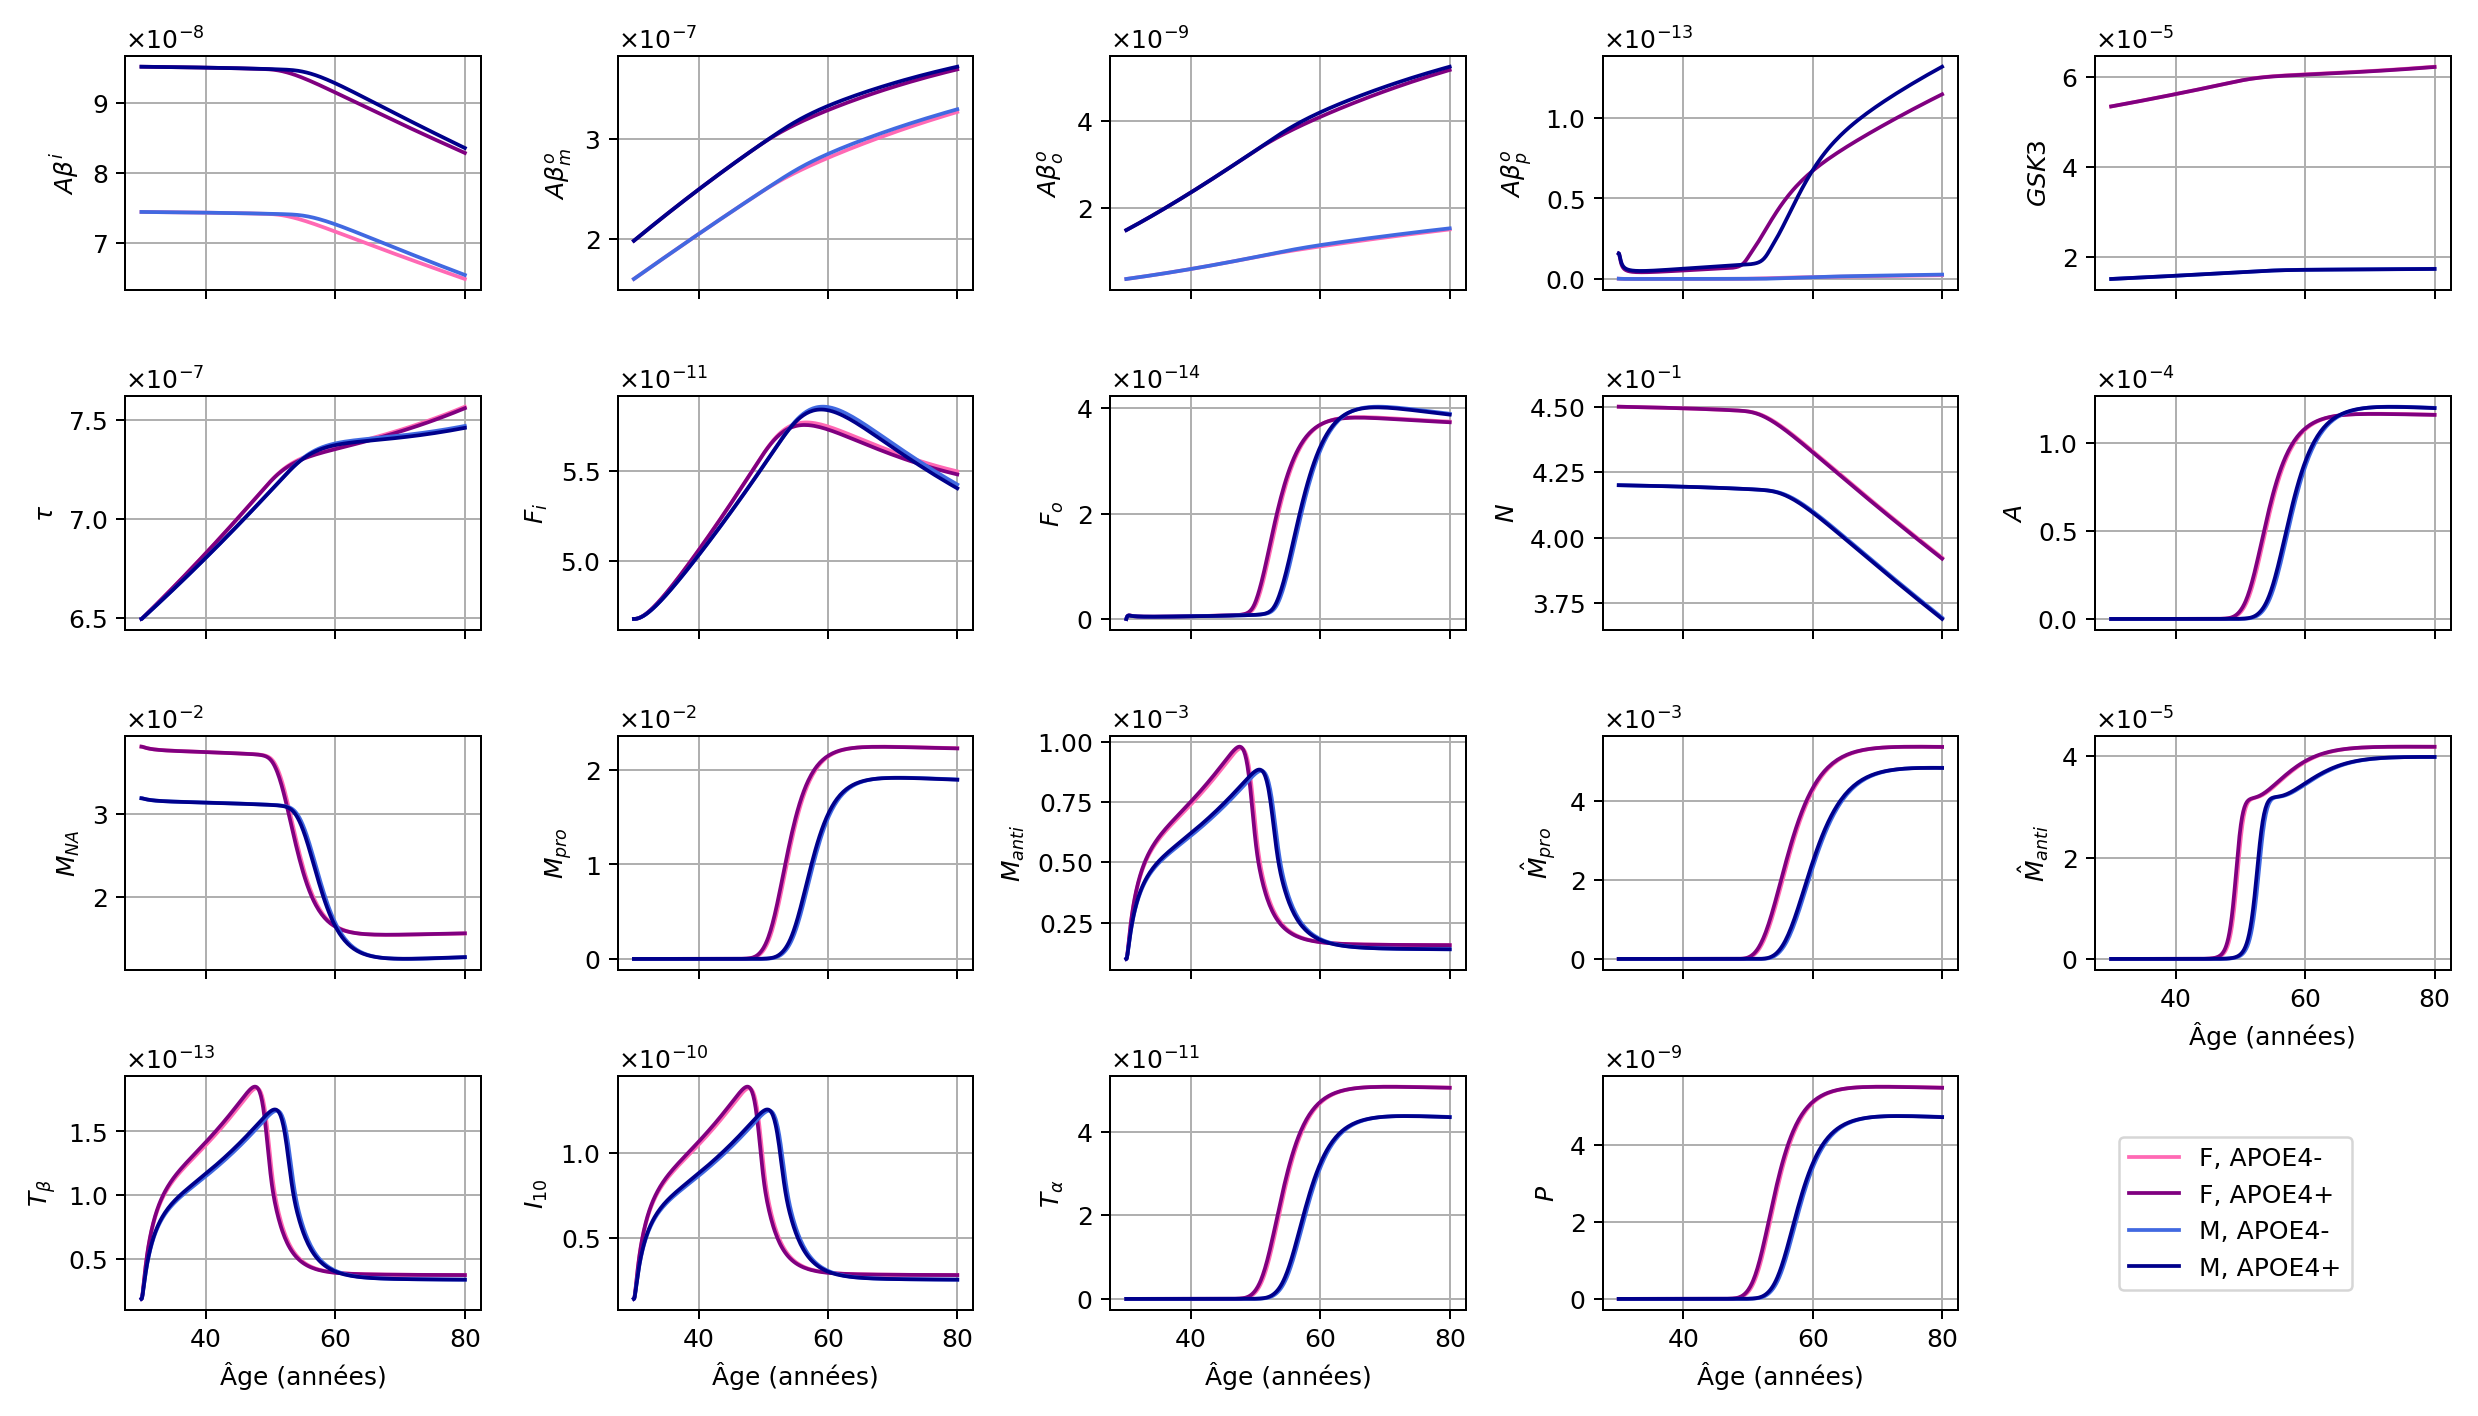 ×10⁻⁸ ×10⁻⁷ ×10⁻⁹ ×10⁻¹³ ×10⁻⁵
Aβⁱ 9 8 7
Aβₘᵒ 3 2
Aβₒᵒ 4 2
Aβₚᵒ 1.0 0.5 0.0
GSK3 6 4 2
×10⁻⁷ ×10⁻¹¹ ×10⁻¹⁴ ×10⁻¹ ×10⁻⁴
τ 7.5 7.0 6.5
Fᵢ 5.5 5.0
Fₒ 4 2 0
N 4.50 4.25 4.00 3.75
A 1.0 0.5 0.0
×10⁻² ×10⁻² ×10⁻³ ×10⁻³ ×10⁻⁵
M_NA 3 2
M_pro 2 1 0
M_anti 1.00 0.75 0.50 0.25
M̂_pro 4 2 0
M̂_anti 4 2 0
40 60 80
Âge (années)
×10⁻¹³ ×10⁻¹⁰ ×10⁻¹¹ ×10⁻⁹
T_β 1.5 1.0 0.5
I₁₀ 1.0 0.5
T_α 4 2 0
P 4 2 0
F, APOE4-
F, APOE4+
M, APOE4-
M, APOE4+
40 60 80 40 60 80 40 60 80 40 60 80
Âge (années) Âge (années) Âge (années) Âge (années)